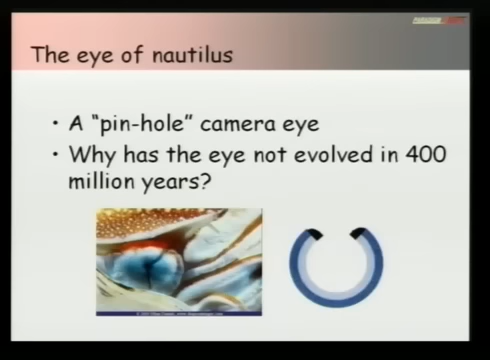 The eye of nautilus
• A "pin-hole" camera eye
• Why has the eye not evolved in 400
million years?